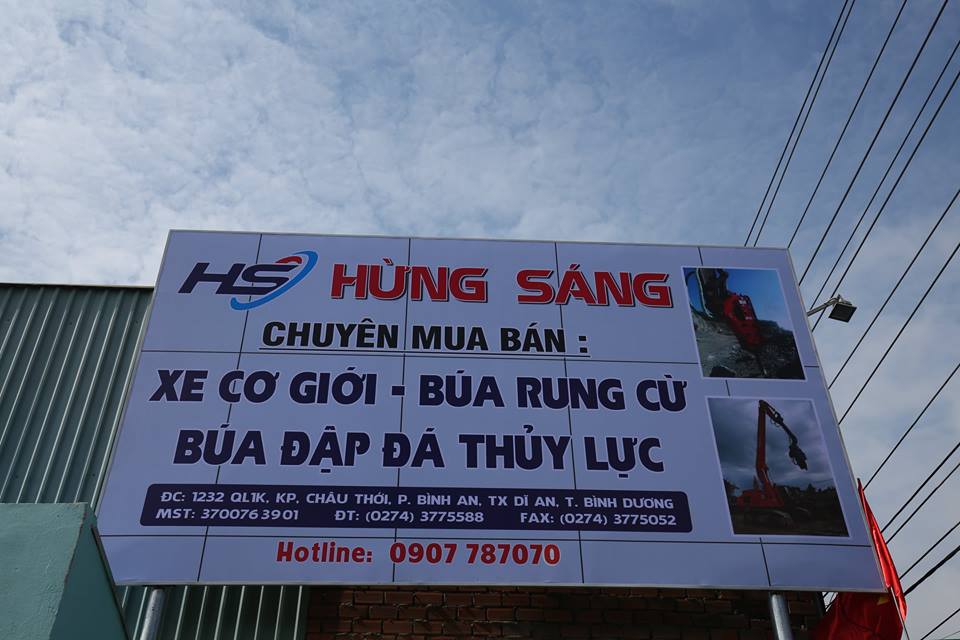 HS HỪNG SÁNG
CHUYÊN MUA BÁN :
XE CƠ GIỚI - BÚA RUNG CỪ
BÚA ĐẬP ĐÁ THỦY LỰC
ĐC: 1232 QL1K, KP, CHÂU THỚI, P. BÌNH AN, TX DĨ AN, T. BÌNH DƯƠNG
MST: 3700763901 ĐT: (0274) 3775588 FAX: (0274) 3775052
Hotline: 0907 787070